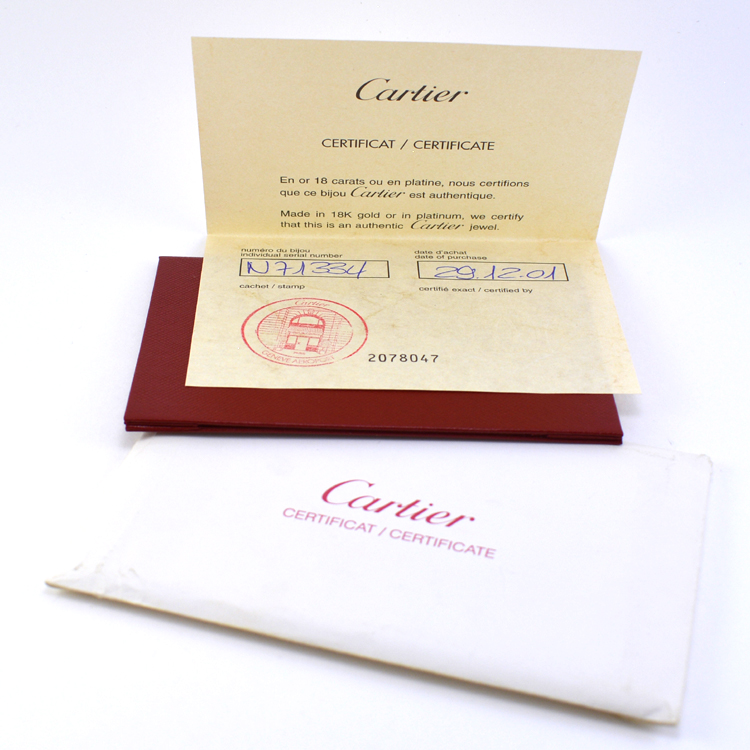 Cartier
CERTIFICAT / CERTIFICATE
En or 18 carats ou en platine, nous certifions
que ce bijou Cartier est authentique.
Made in 18K gold or in platinum, we certify
that this is an authentic Cartier jewel.
numéro du bijou
individual serial number
N71334
date d'achat
date of purchase
29.12.01
cachet / stamp
certifié exact / certified by
Cartier
2078047
Cartier
CERTIFICAT / CERTIFICATE